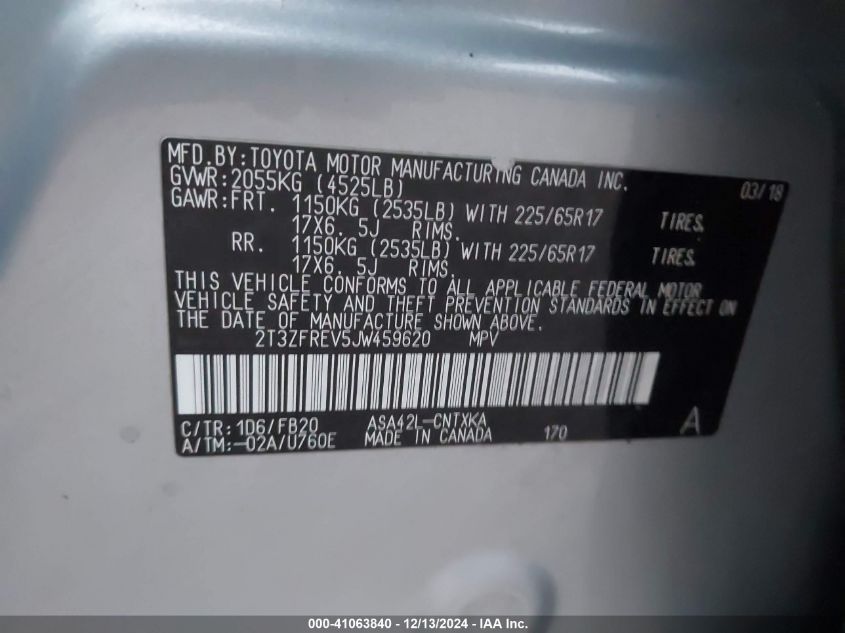 MFD.BY:TOYOTA MOTOR MANUFACTURING CANADA INC. 03/18
GVWR:2055KG (4525LB)
GAWR:FRT. 1150KG (2535LB) WITH 225/65R17 TIRES,
17X6. 5J RIMS.
RR. 1150KG (2535LB) WITH 225/65R17 TIRES,
17X6. 5J RIMS.
THIS VEHICLE CONFORMS TO ALL APPLICABLE FEDERAL MOTOR
VEHICLE SAFETY AND THEFT PREVENTION STANDARDS IN EFFECT ON
THE DATE OF MANUFACTURE SHOWN ABOVE.
2T3ZFREV5JW459620 MPV
C/TR:1D6/FB20 ASA42L-CNTXKA
A/TM:-02A/U760E MADE IN CANADA 170 A
000-41063840 - 12/13/2024 - IAA Inc.